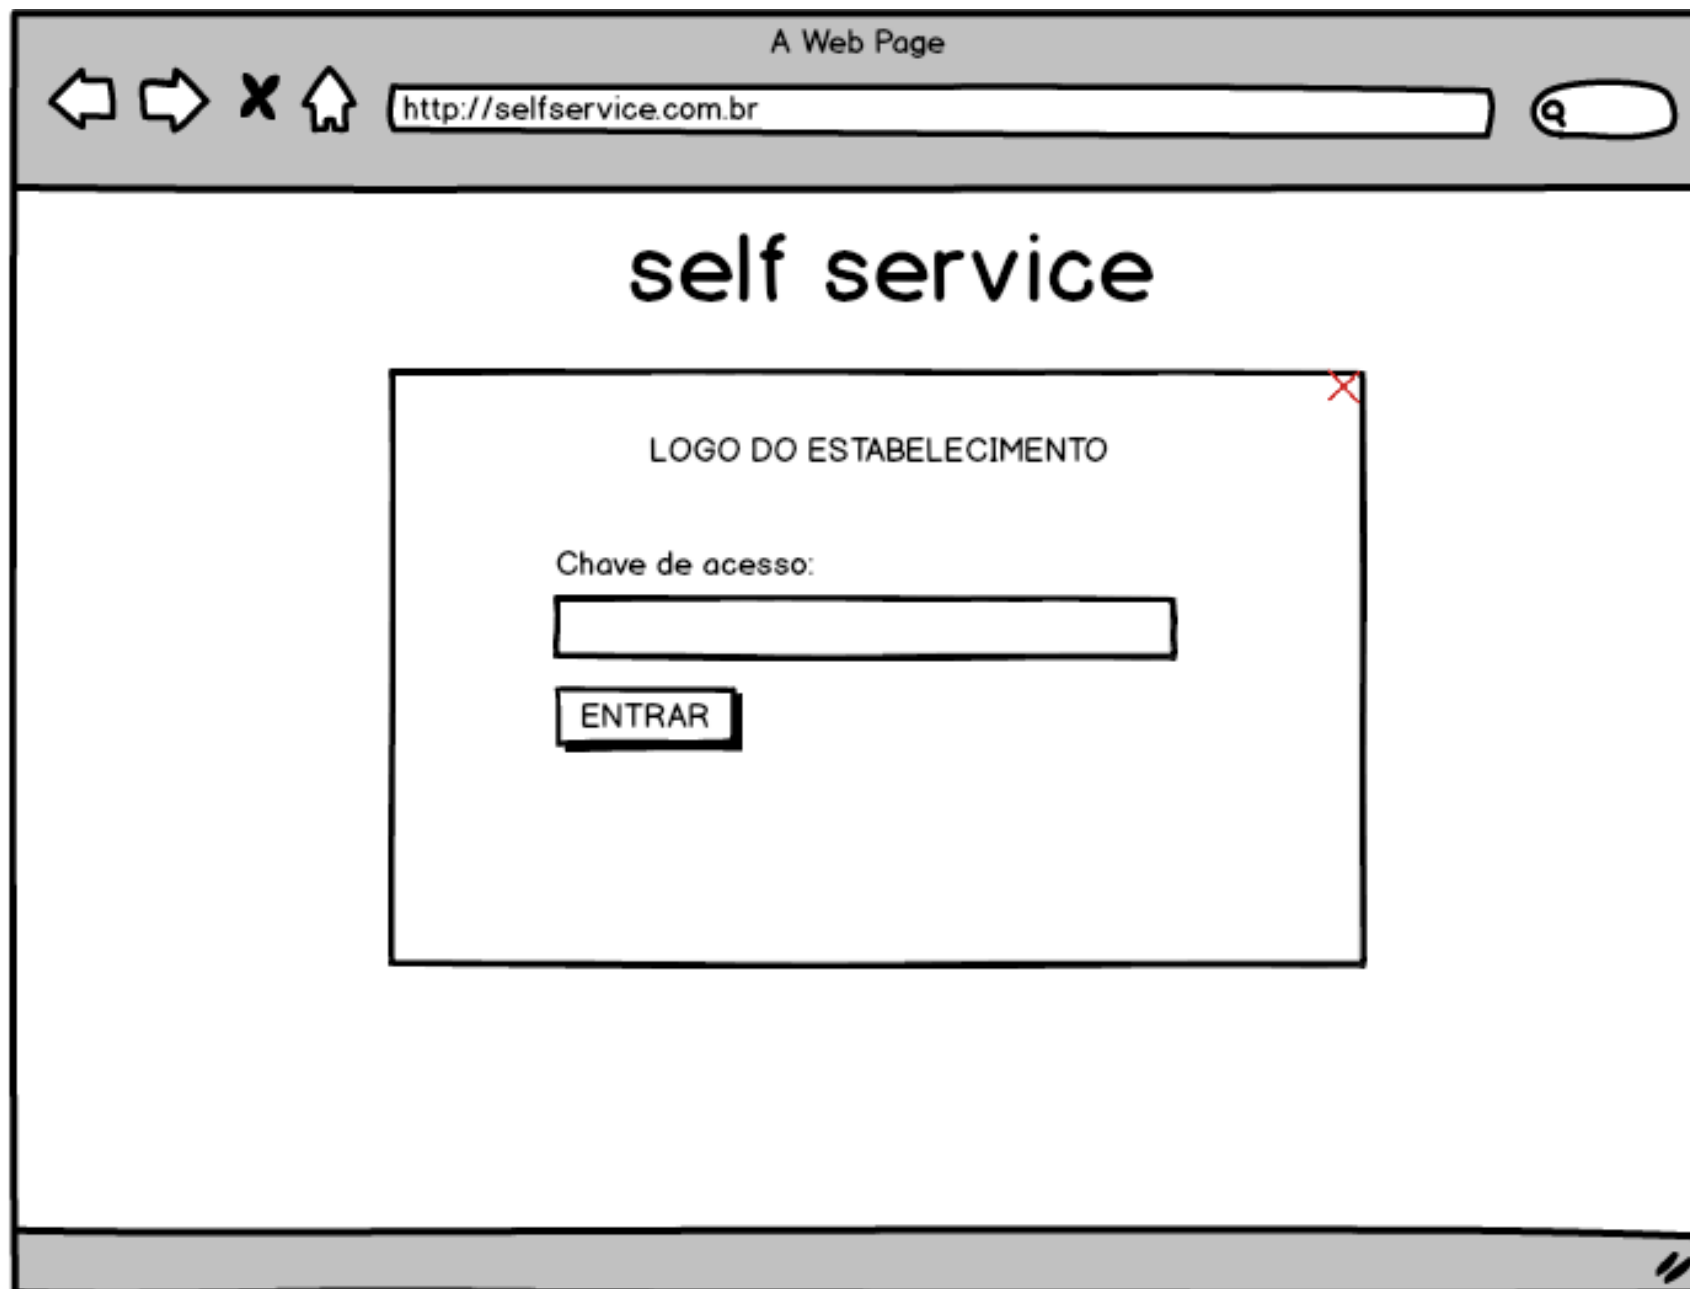 A Web Page
http://selfservice.com.br
self service
LOGO DO ESTABELECIMENTO
Chave de acesso:
ENTRAR